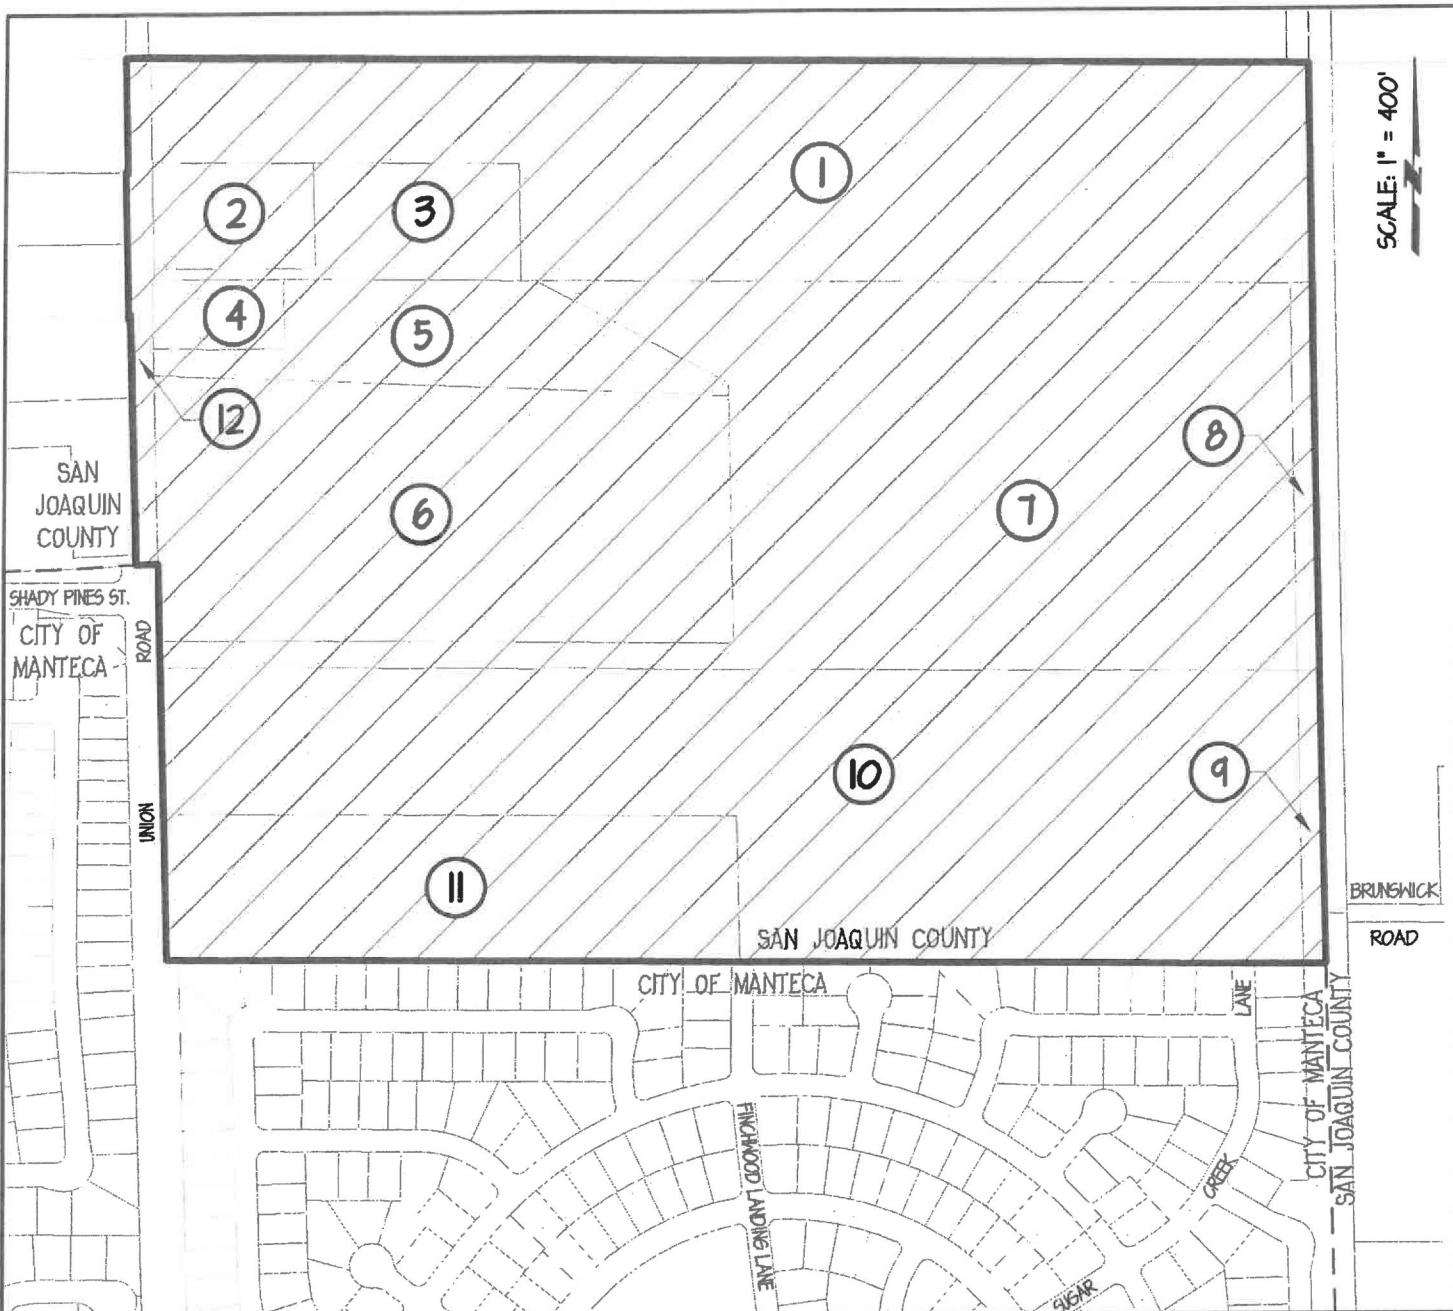 SCALE: 1" = 400'
N
1
2
3
4
5
12
8
SAN
JOAQUIN
COUNTY
6
7
SHADY PINES ST.
CITY OF
MANTECA
ROAD
UNION
10
9
11
BRUNSWICK
ROAD
SAN JOAQUIN COUNTY
CITY OF MANTECA
LANE
CITY OF MANTECA
SAN JOAQUIN COUNTY
FINCHWOOD LANDING LANE
CREEK
SUGAR